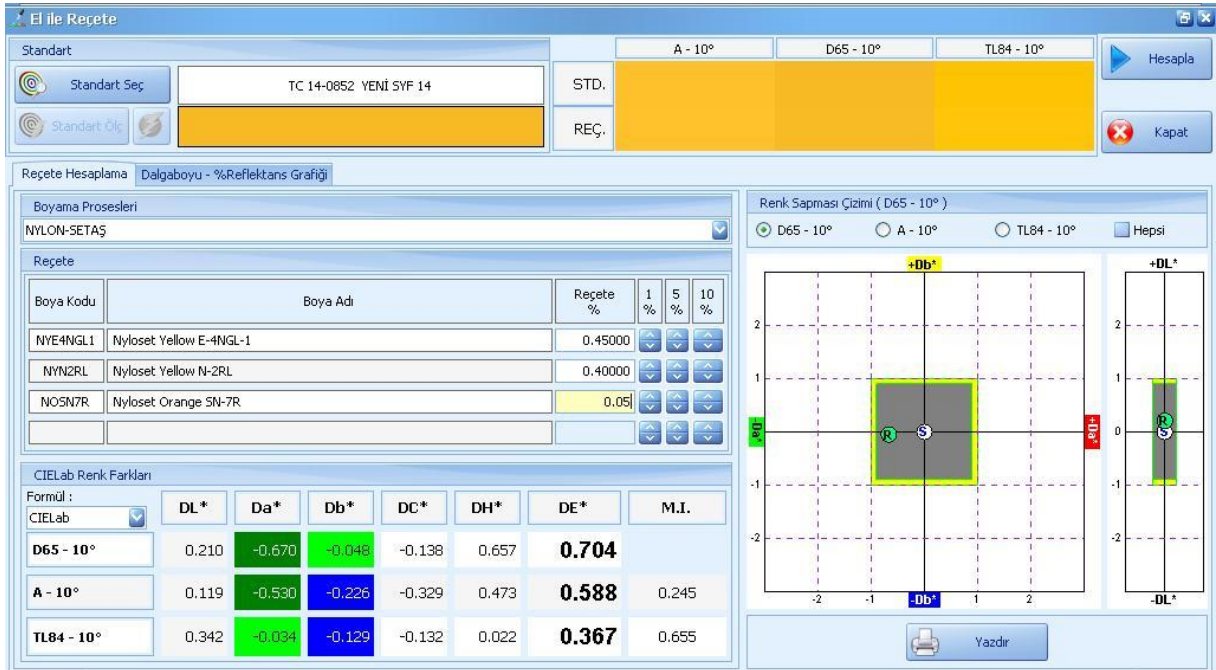 El ile Reçete
Standart
A - 10° D65 - 10° TL84 - 10°
Hesapla
Standart Seç
TC 14-0852 YENİ SYF 14
STD.
Standart Ölç
REÇ.
Kapat
Reçete Hesaplama Dalgaboyu - %Reflektans Grafiği
Boyama Prosesleri
NYLON-SETAŞ
Reçete
Boya Kodu Boya Adı Reçete % 1 % 5 % 10 %
NYE4NGL1 Nyloset Yellow E-4NGL-1 0.45000
NYN2RL Nyloset Yellow N-2RL 0.40000
NOSN7R Nyloset Orange SN-7R 0.05
CIELab Renk Farkları
Formül :
CIELab
DL* Da* Db* DC* DH* DE* M.I.
D65 - 10° 0.210 -0.670 -0.048 -0.138 0.657 0.704
A - 10° 0.119 -0.530 -0.226 -0.329 0.473 0.588 0.245
TL84 - 10° 0.342 -0.034 -0.129 -0.132 0.022 0.367 0.655
Renk Sapması Çizimi ( D65 - 10° )
D65 - 10° A - 10° TL84 - 10° Hepsi
+Db* +DL*
2 2
1 1
-Da* R S +Da* 0 R S
-1 -1
-2 -2
-2 -1 -Db* 1 2 -DL*
Yazdır